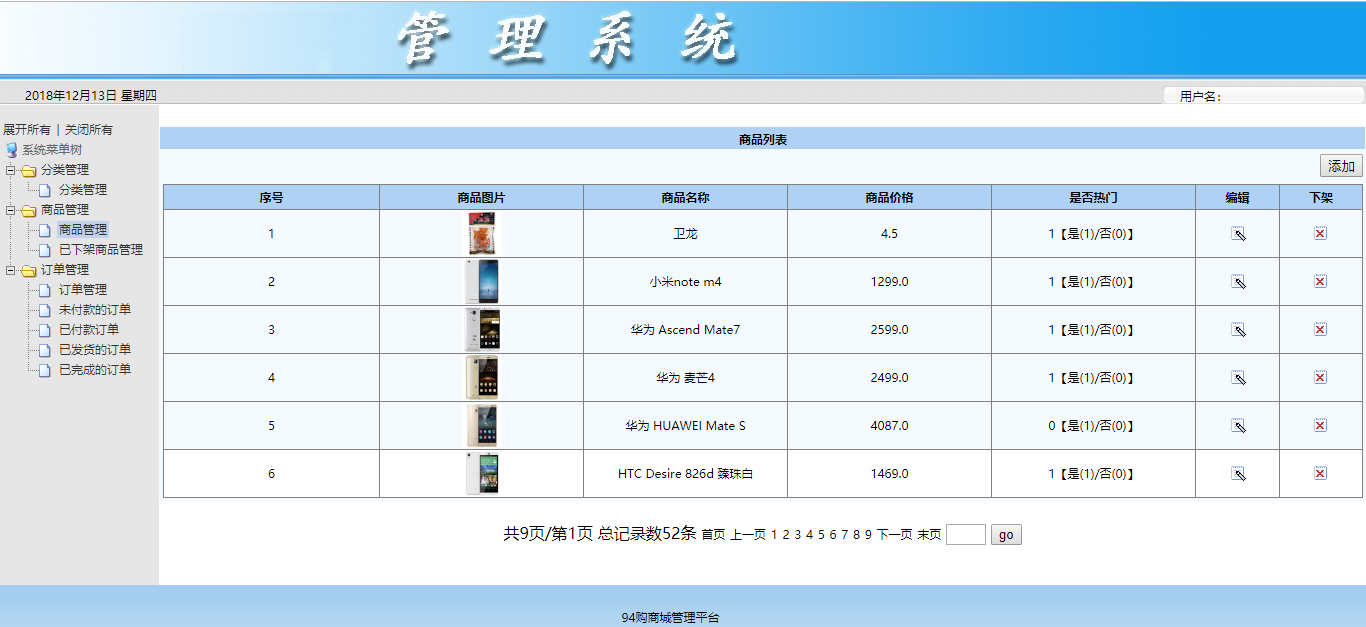 管理系统
2018年12月13日 星期四
用户名：
展开所有 | 关闭所有
系统菜单树
分类管理
分类管理
商品管理
商品管理
已下架商品管理
订单管理
订单管理
未付款的订单
已付款订单
已发货的订单
已完成的订单
商品列表
添加
序号 商品图片 商品名称 商品价格 是否热门 编辑 下架
1 卫龙 4.5 1【是(1)/否(0)】
2 小米note m4 1299.0 1【是(1)/否(0)】
3 华为 Ascend Mate7 2599.0 1【是(1)/否(0)】
4 华为 麦芒4 2499.0 1【是(1)/否(0)】
5 华为 HUAWEI Mate S 4087.0 0【是(1)/否(0)】
6 HTC Desire 826d 臻珠白 1469.0 1【是(1)/否(0)】
共9页/第1页 总记录数52条 首页 上一页 1 2 3 4 5 6 7 8 9 下一页 末页 go
94购商城管理平台